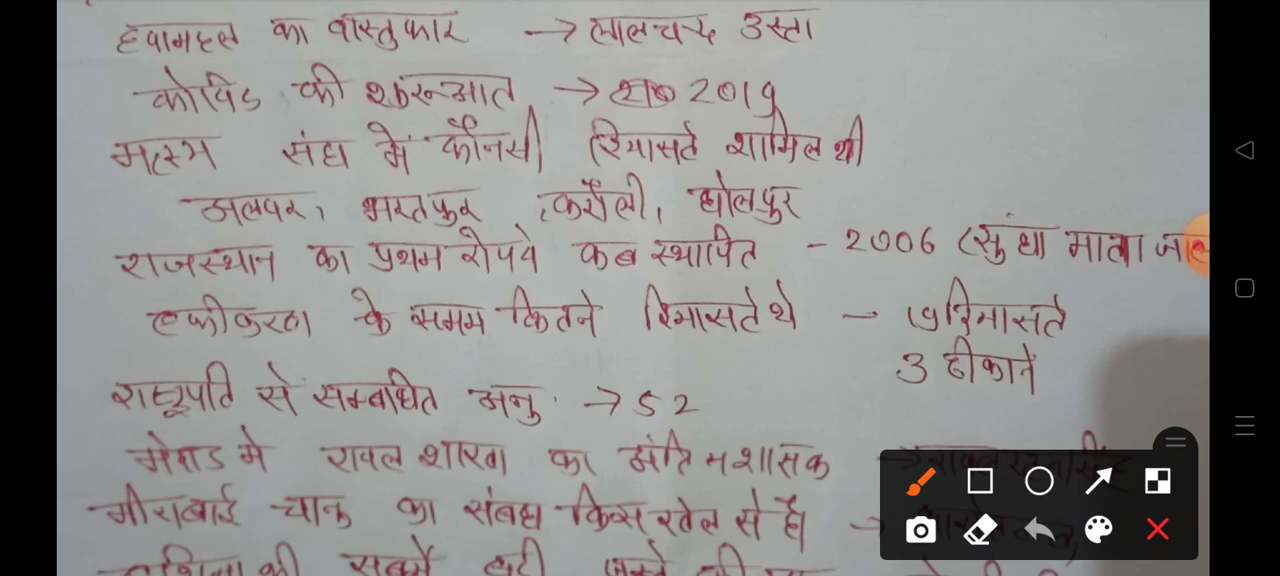 हवामहल का वास्तुकार → लालचन्द उस्ता
कोविड की शुरुआत → 2019
मत्स्य संघ में कौनसी रियासते शामिल थी
अलवर, भरतपुर, करौली, धोलपुर
राजस्थान का प्रथम रोपवे कब स्थापित - 2006 (सुंधा माता जाल
एकीकरण के समय कितने रियासते थे - 19 रियासते
3 ठीकाने
राष्ट्रपति से सम्बधित अनु. → 52
मेवाड मे रावल शाखा का अंतिम शासक →
मीराबाई चानू का संबध किस खेल से है →